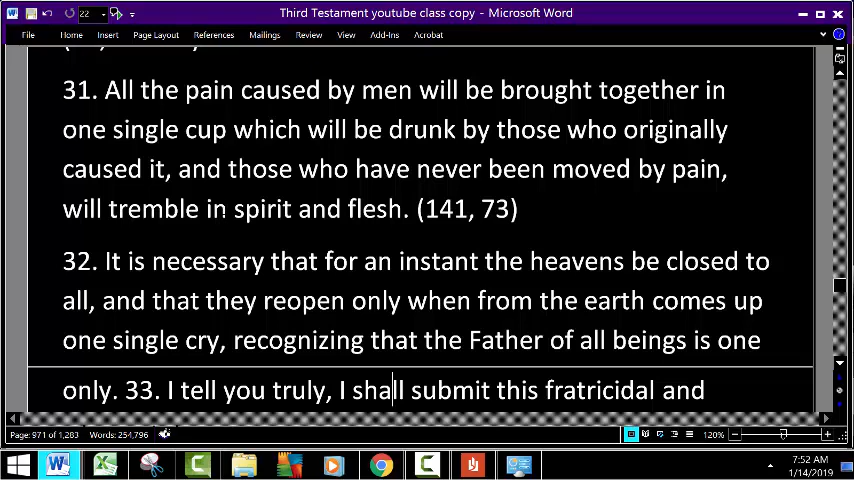 22
Third Testament youtube class copy - Microsoft Word
File Home Insert Page Layout References Mailings Review View Add-Ins Acrobat
31. All the pain caused by men will be brought together in
one single cup which will be drunk by those who originally
caused it, and those who have never been moved by pain,
will tremble in spirit and flesh. (141, 73)
32. It is necessary that for an instant the heavens be closed to
all, and that they reopen only when from the earth comes up
one single cry, recognizing that the Father of all beings is one
only. 33. I tell you truly, I shall submit this fratricidal and
Page: 971 of 1,283 Words: 254,796 120%
7:52 AM
1/14/2019